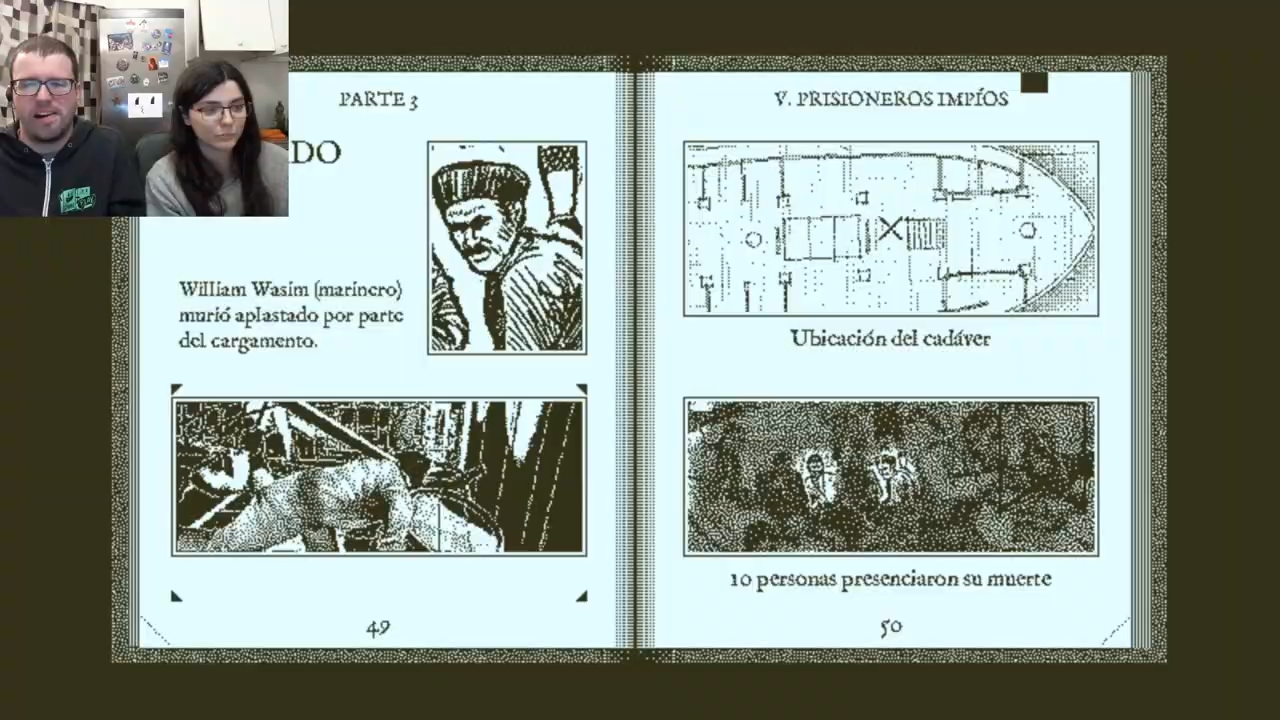 PARTE 3
DO
William Wasim (marinero)
murió aplastado por parte
del cargamento.
49
V. PRISIONEROS IMPÍOS
Ubicación del cadáver
10 personas presenciaron su muerte
50